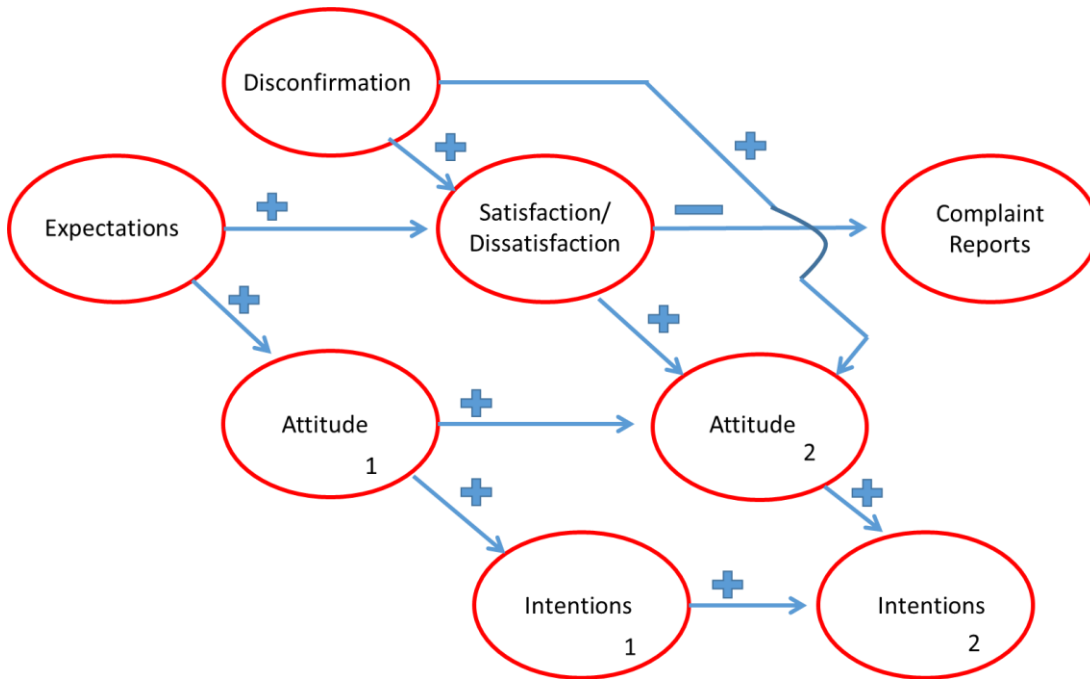 Disconfirmation
Expectations
Satisfaction/
Dissatisfaction
Complaint
Reports
Attitude
1
Attitude
2
Intentions
1
Intentions
2